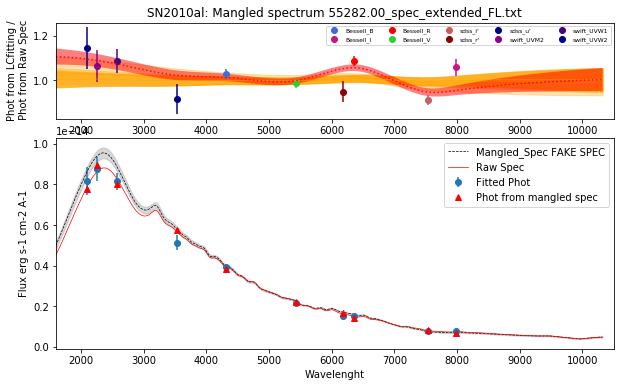 SN2010al: Mangled spectrum 55282.00_spec_extended_FL.txt
Phot from LCfitting /
Phot from Raw Spec
1.2
1.0
Bessell_B
Bessell_I
Bessell_R
Bessell_V
sdss_i'
sdss_r'
sdss_u'
swift_UVM2
swift_UVW1
swift_UVW2
2000 3000 4000 5000 6000 7000 8000 9000 10000
1e−14
Flux erg s-1 cm-2 A-1
1.0
0.8
0.6
0.4
0.2
0.0
Mangled_Spec FAKE SPEC
Raw Spec
Fitted Phot
Phot from mangled spec
2000 3000 4000 5000 6000 7000 8000 9000 10000
Wavelenght